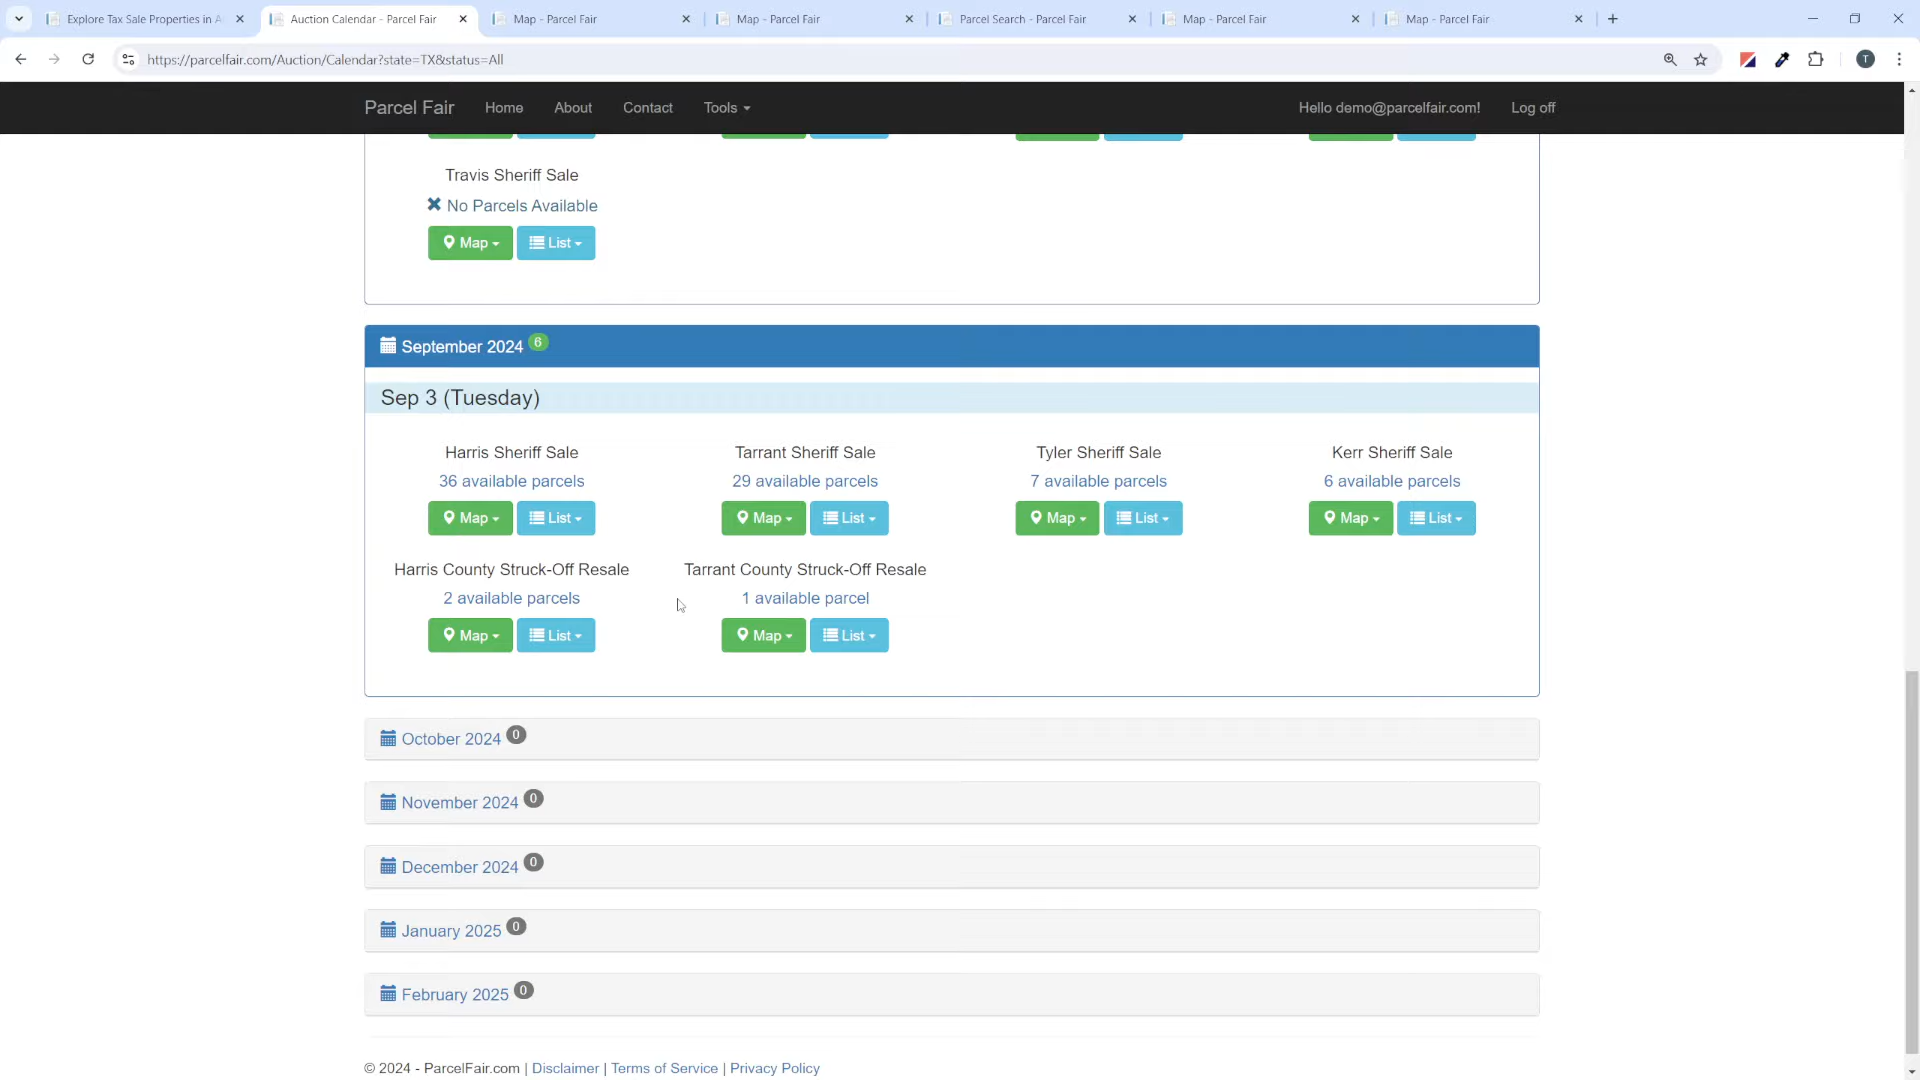 Explore Tax Sale Properties in A
Auction Calendar - Parcel Fair
Map - Parcel Fair
Map - Parcel Fair
Parcel Search - Parcel Fair
Map - Parcel Fair
Map - Parcel Fair
https://parcelfair.com/Auction/Calendar?state=TX&status=All
T
Parcel Fair Home About Contact Tools Hello demo@parcelfair.com! Log off
Travis Sheriff Sale
No Parcels Available
Map List
September 2024 6
Sep 3 (Tuesday)
Harris Sheriff Sale Tarrant Sheriff Sale Tyler Sheriff Sale Kerr Sheriff Sale
36 available parcels 29 available parcels 7 available parcels 6 available parcels
Map List Map List Map List Map List
Harris County Struck-Off Resale Tarrant County Struck-Off Resale
2 available parcels 1 available parcel
Map List Map List
October 2024 0
November 2024 0
December 2024 0
January 2025 0
February 2025 0
© 2024 - ParcelFair.com | Disclaimer | Terms of Service | Privacy Policy